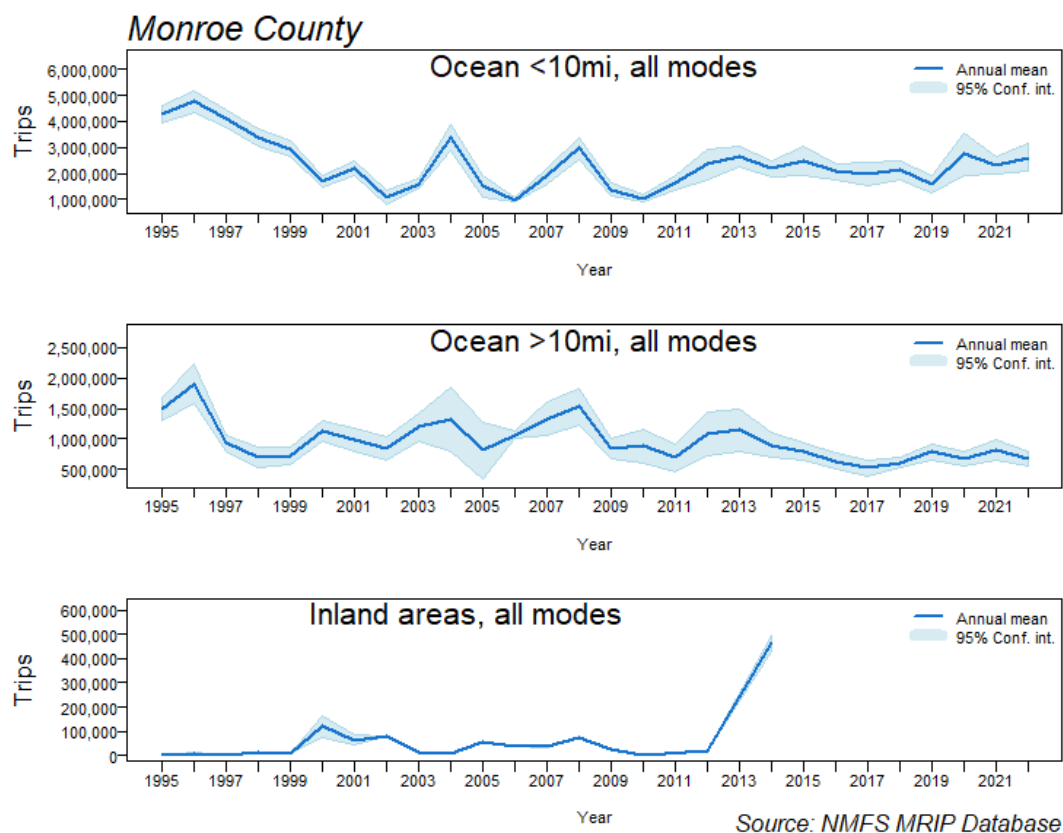 Monroe County
Ocean <10mi, all modes
Annual mean
95% Conf. int.
Trips
6,000,000
5,000,000
4,000,000
3,000,000
2,000,000
1,000,000
1995 1997 1999 2001 2003 2005 2007 2009 2011 2013 2015 2017 2019 2021
Year
Ocean >10mi, all modes
Annual mean
95% Conf. int.
Trips
2,500,000
2,000,000
1,500,000
1,000,000
500,000
1995 1997 1999 2001 2003 2005 2007 2009 2011 2013 2015 2017 2019 2021
Year
Inland areas, all modes
Annual mean
95% Conf. int.
Trips
600,000
500,000
400,000
300,000
200,000
100,000
0
1995 1997 1999 2001 2003 2005 2007 2009 2011 2013 2015 2017 2019 2021
Year
Source: NMFS MRIP Database